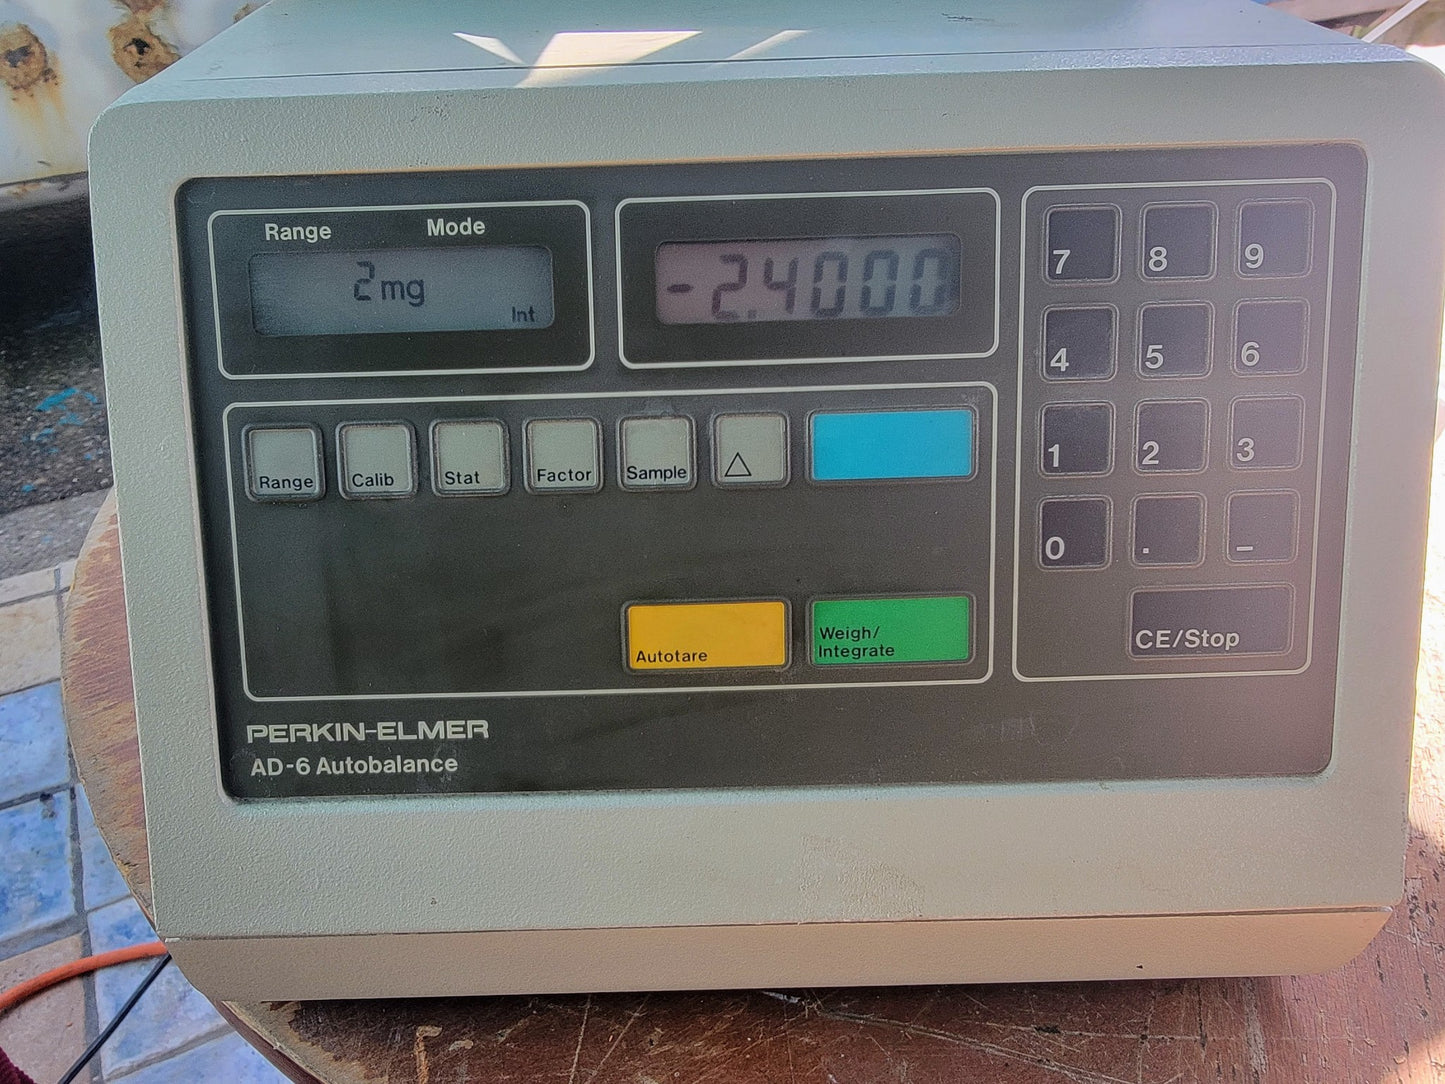 Range Mode
2mg
Int
-2.4000
Range Calib Stat Factor Sample △
Autotare
Weigh/
Integrate
7 8 9
4 5 6
1 2 3
0 . –
CE/Stop
PERKIN-ELMER
AD-6 Autobalance